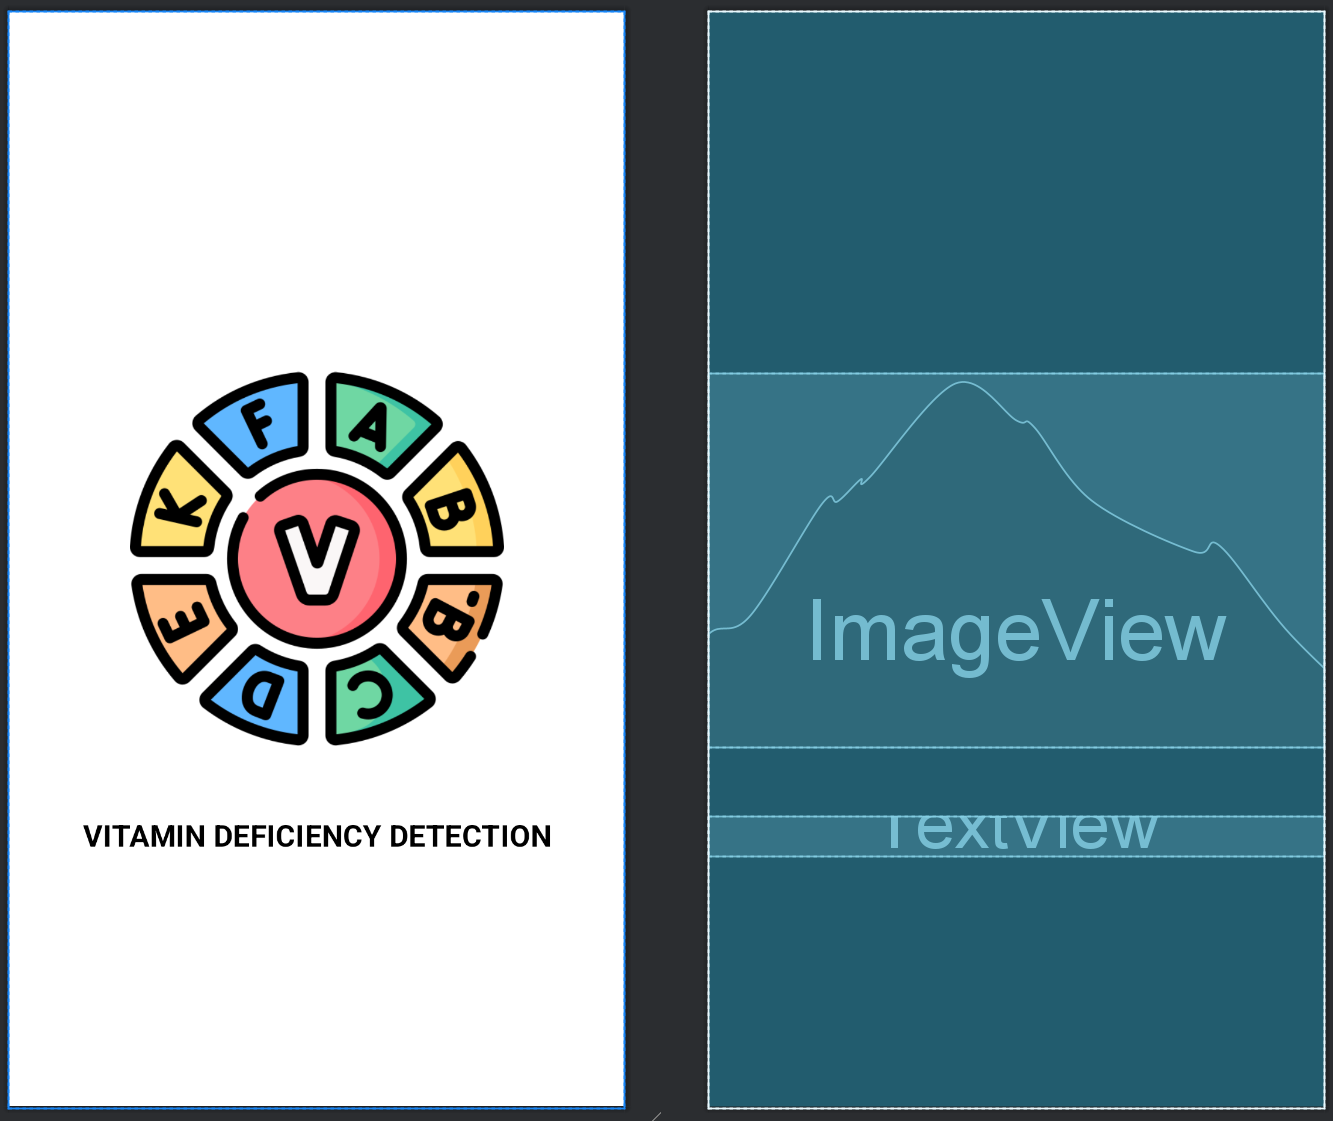 F A
K B
V
E B.
D C
VITAMIN DEFICIENCY DETECTION
ImageView
TextView